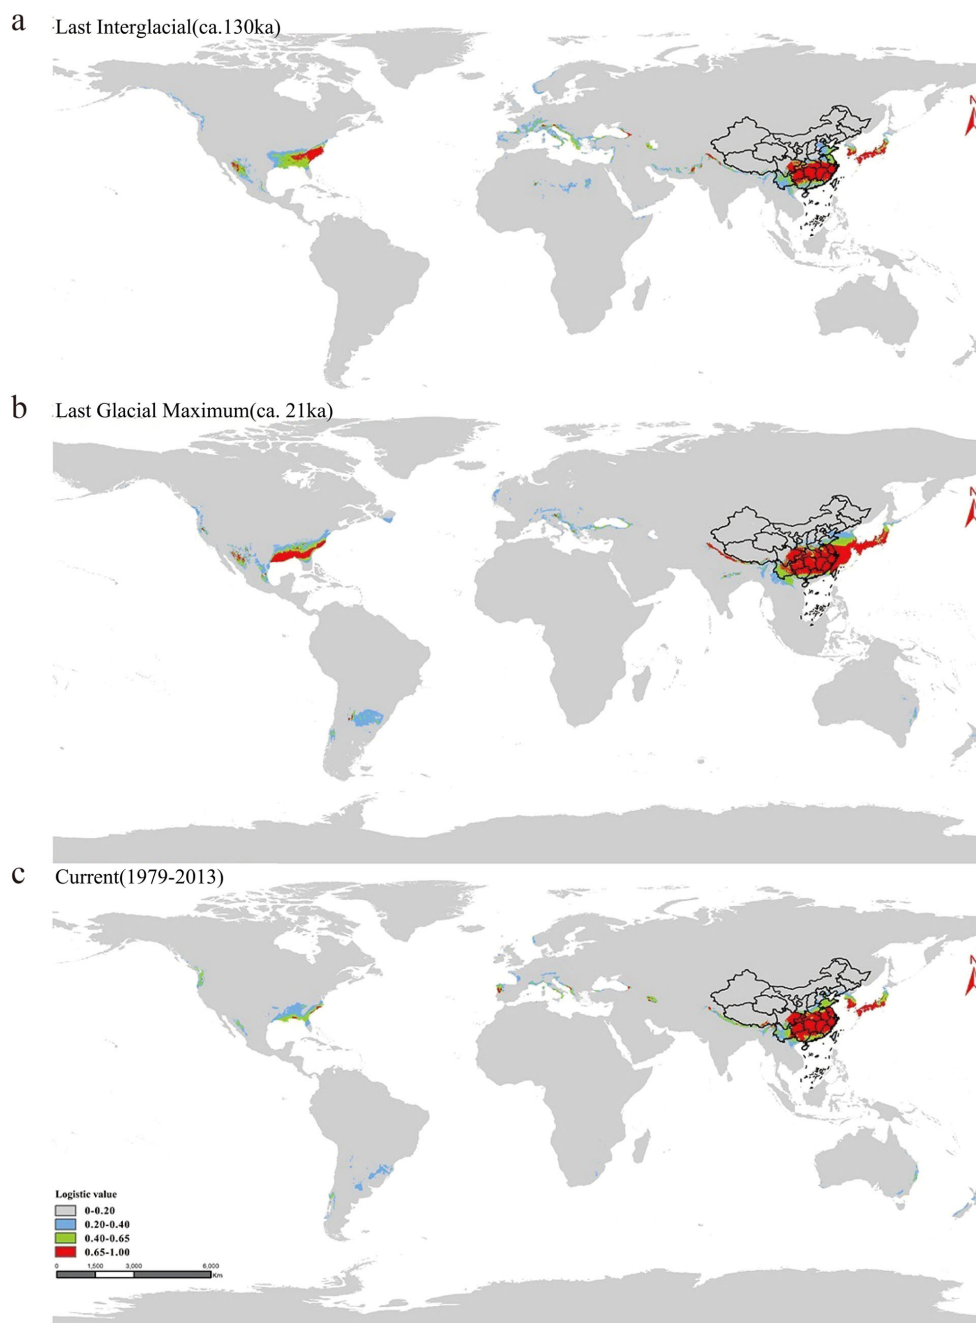 a
Last Interglacial(ca.130ka)
N
b
Last Glacial Maximum(ca. 21ka)
N
c
Current(1979-2013)
N
Logistic value
0-0.20
0.20-0.40
0.40-0.65
0.65-1.00
0 1,500 3,000 6,000
Km